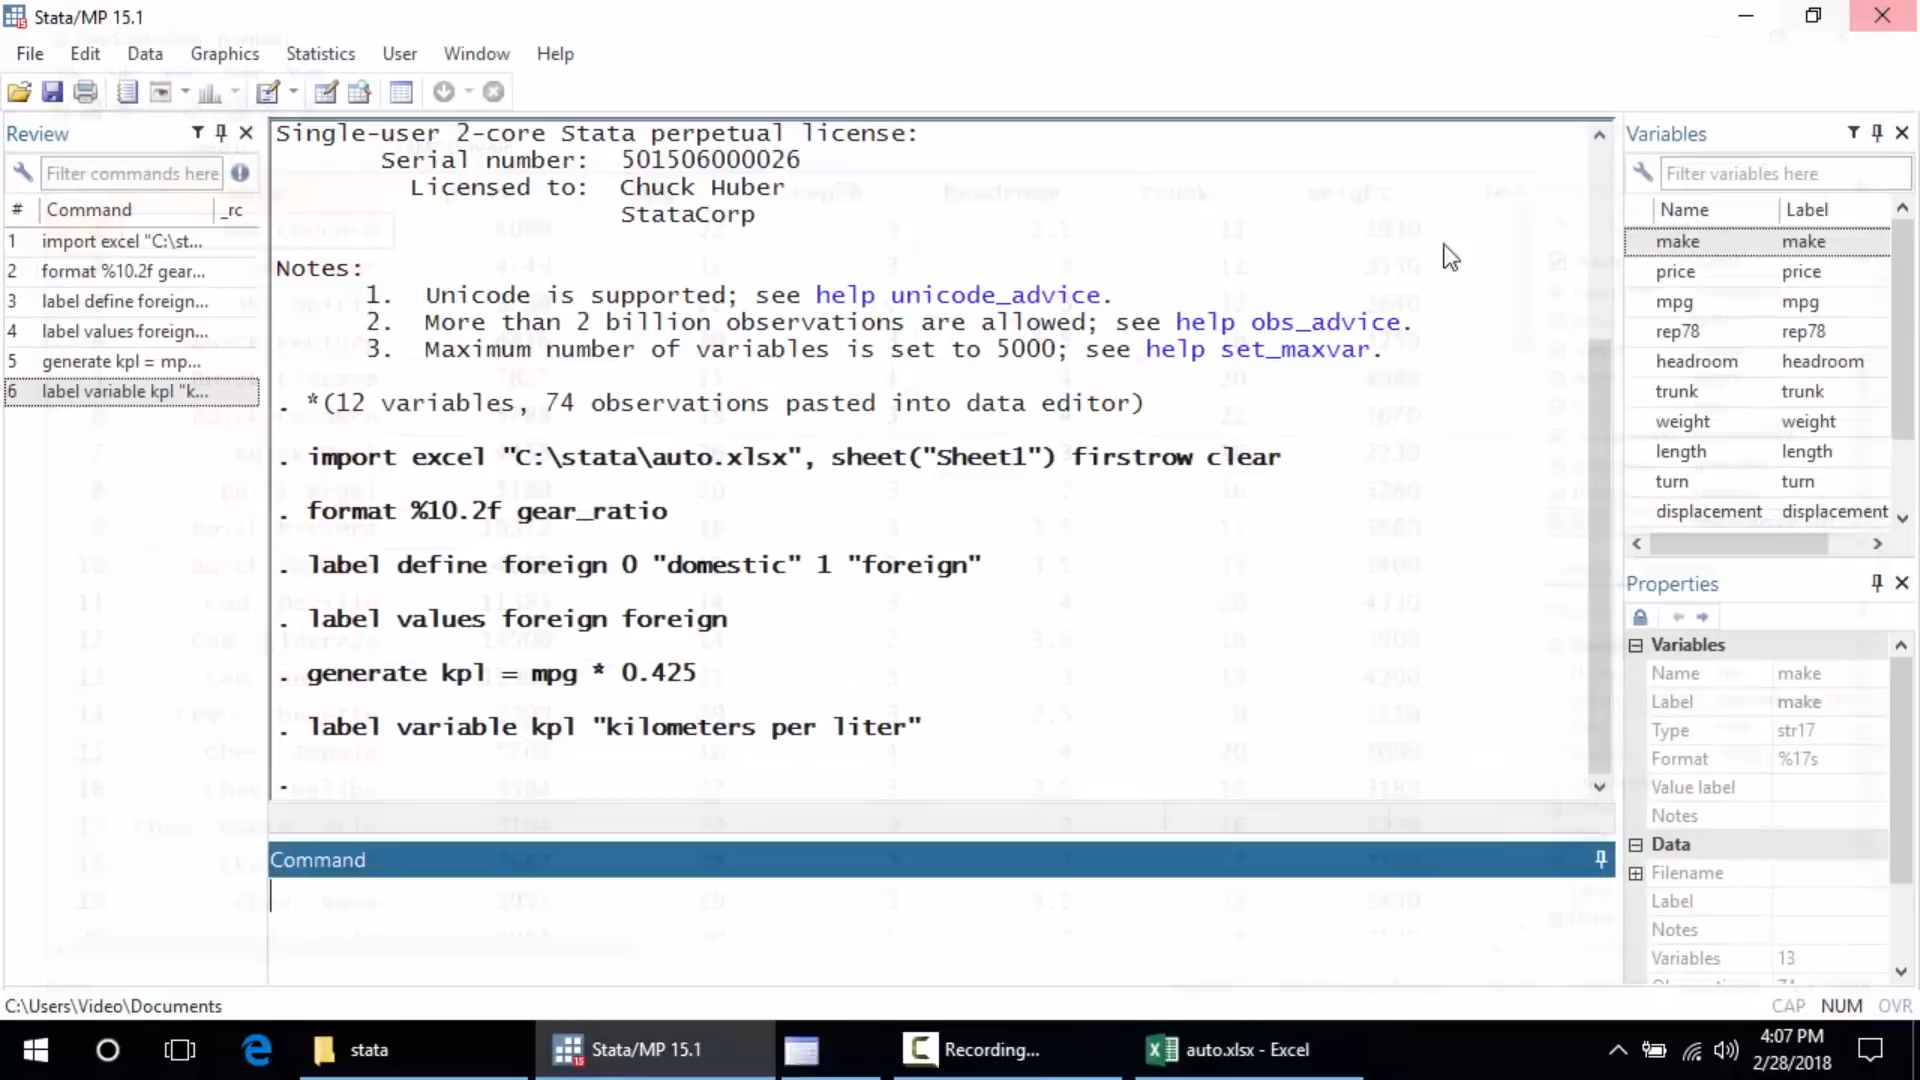 Stata/MP 15.1
File Edit Data Graphics Statistics User Window Help
Review
Filter commands here
# Command _rc
1 import excel "C:\st...
2 format %10.2f gear...
3 label define foreign...
4 label values foreign...
5 generate kpl = mp...
6 label variable kpl "k...
Single-user 2-core Stata perpetual license:
Serial number: 501506000026
Licensed to: Chuck Huber
StataCorp
Notes:
1. Unicode is supported; see help unicode_advice.
2. More than 2 billion observations are allowed; see help obs_advice.
3. Maximum number of variables is set to 5000; see help set_maxvar.
. *(12 variables, 74 observations pasted into data editor)
. import excel "C:\stata\auto.xlsx", sheet("Sheet1") firstrow clear
. format %10.2f gear_ratio
. label define foreign 0 "domestic" 1 "foreign"
. label values foreign foreign
. generate kpl = mpg * 0.425
. label variable kpl "kilometers per liter"
.
Command
Variables
Filter variables here
Name Label
make make
price price
mpg mpg
rep78 rep78
headroom headroom
trunk trunk
weight weight
length length
turn turn
displacement displacement
Properties
Variables
Name make
Label make
Type str17
Format %17s
Value label
Notes
Data
Filename
Label
Notes
Variables 13
C:\Users\Video\Documents
CAP NUM OVR
stata
Stata/MP 15.1
Recording...
auto.xlsx - Excel
4:07 PM
2/28/2018